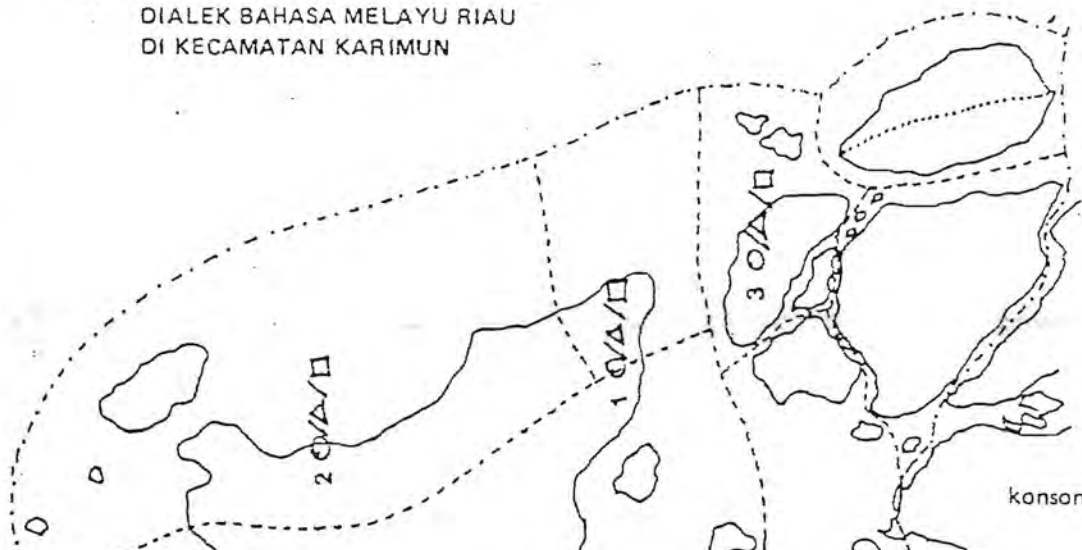 DIALEK BAHASA MELAYU RIAU
DI KECAMATAN KARIMUN
3
1
2
konson